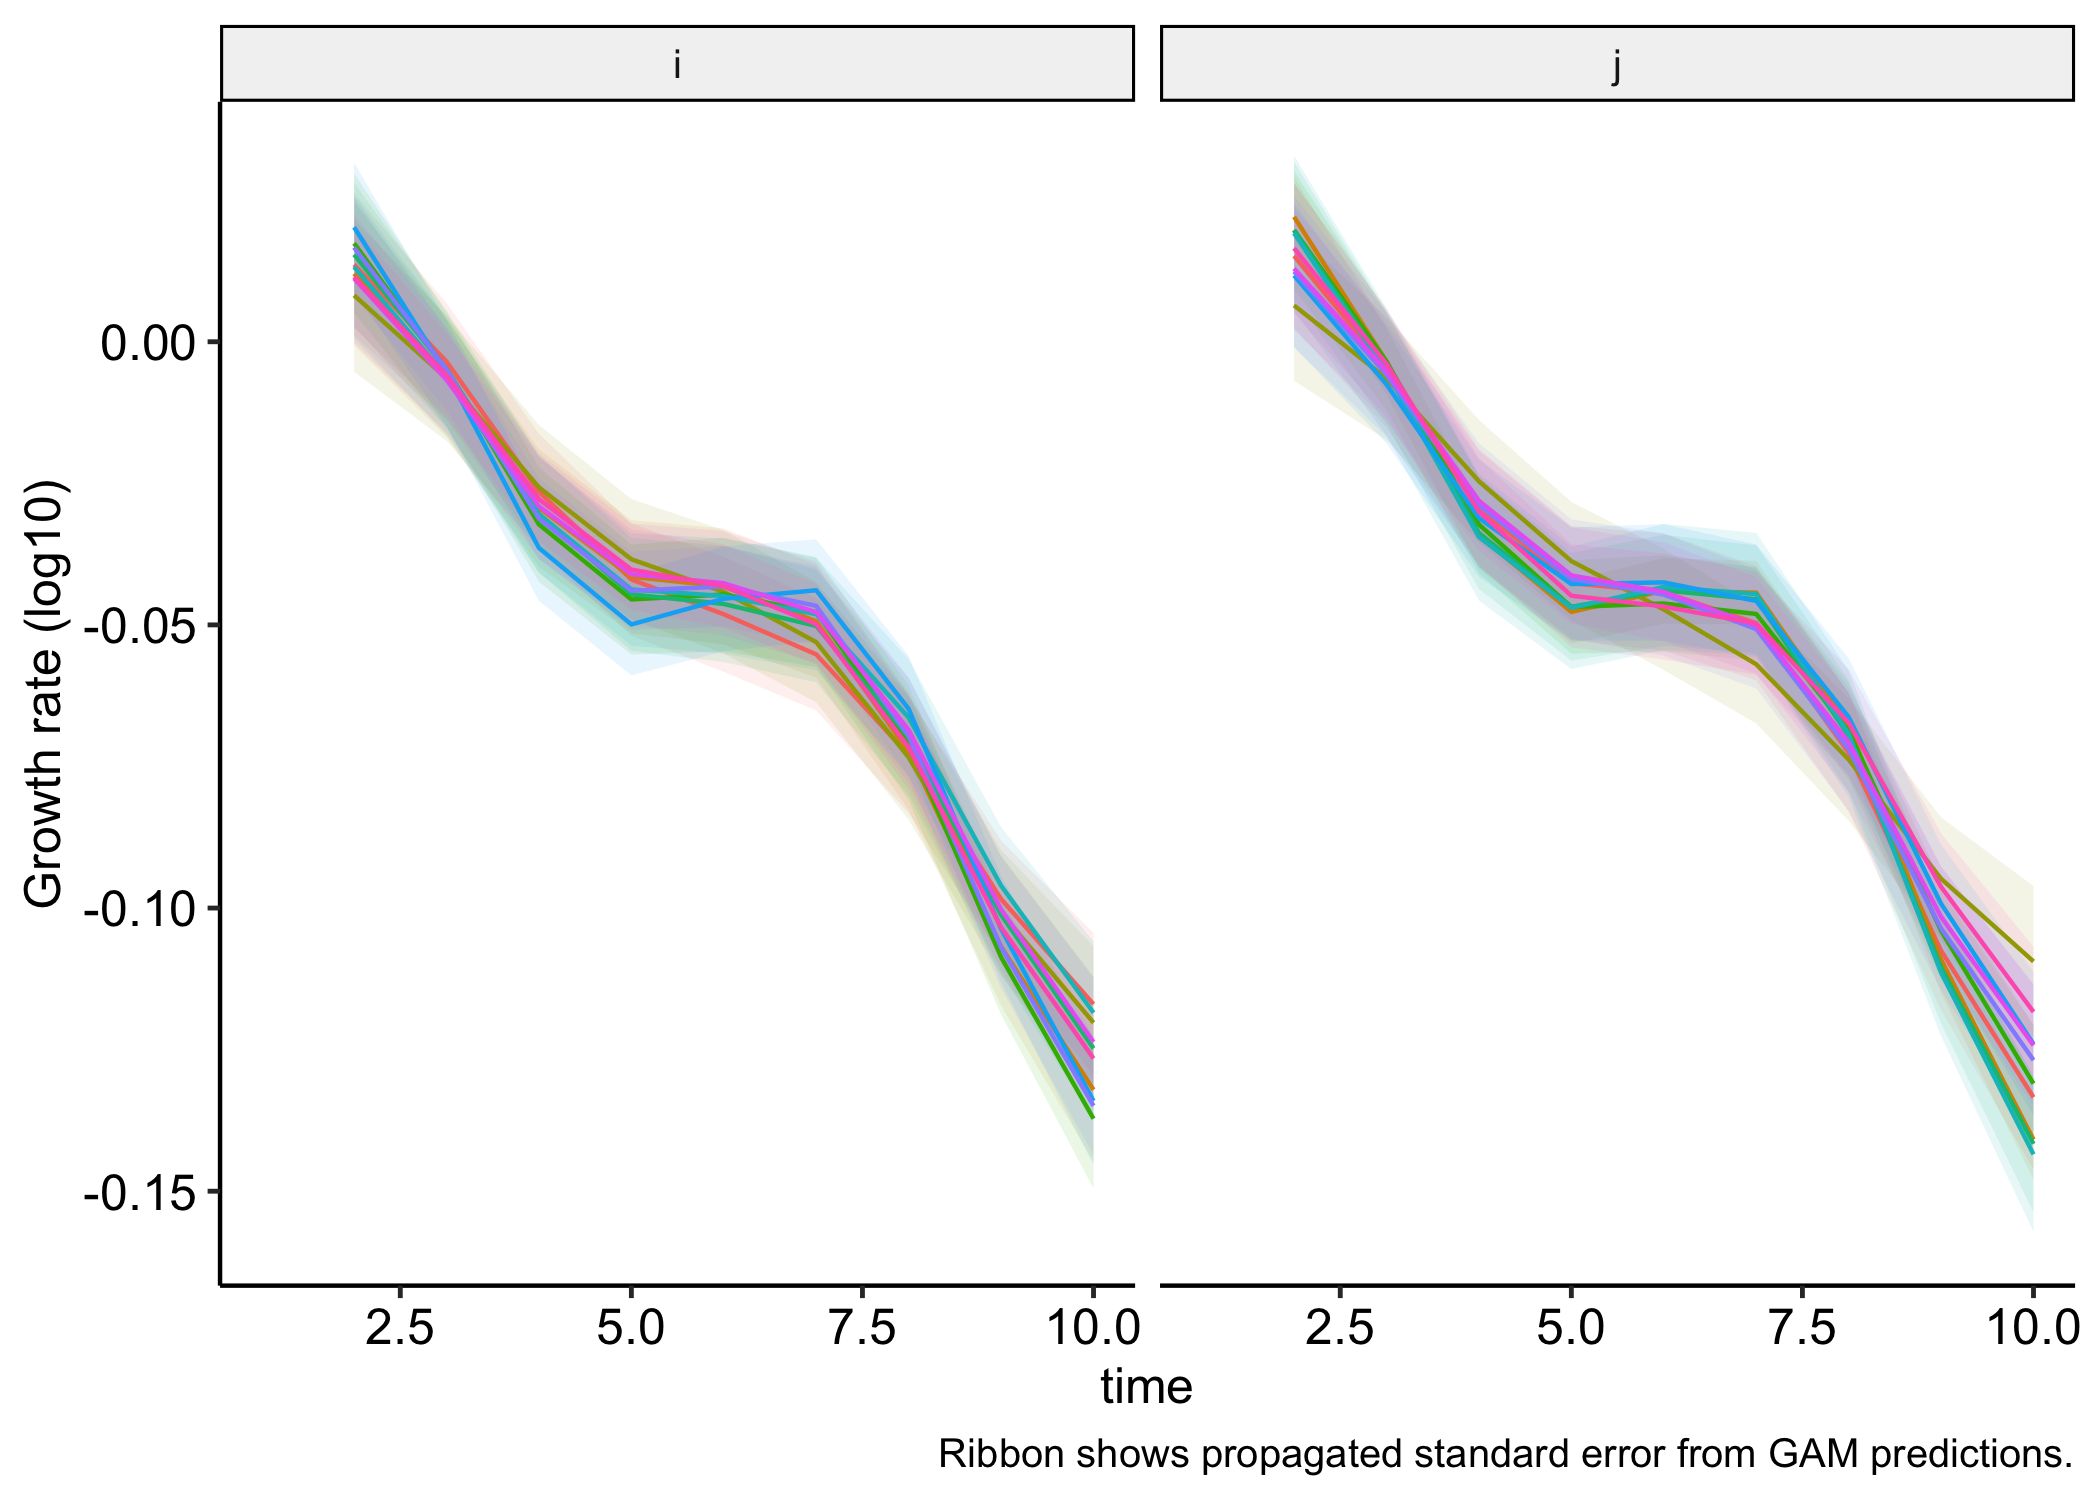 i
j
Growth rate (log10)
0.00
-0.05
-0.10
-0.15
2.5 5.0 7.5 10.0
2.5 5.0 7.5 10.0
time
Ribbon shows propagated standard error from GAM predictions.